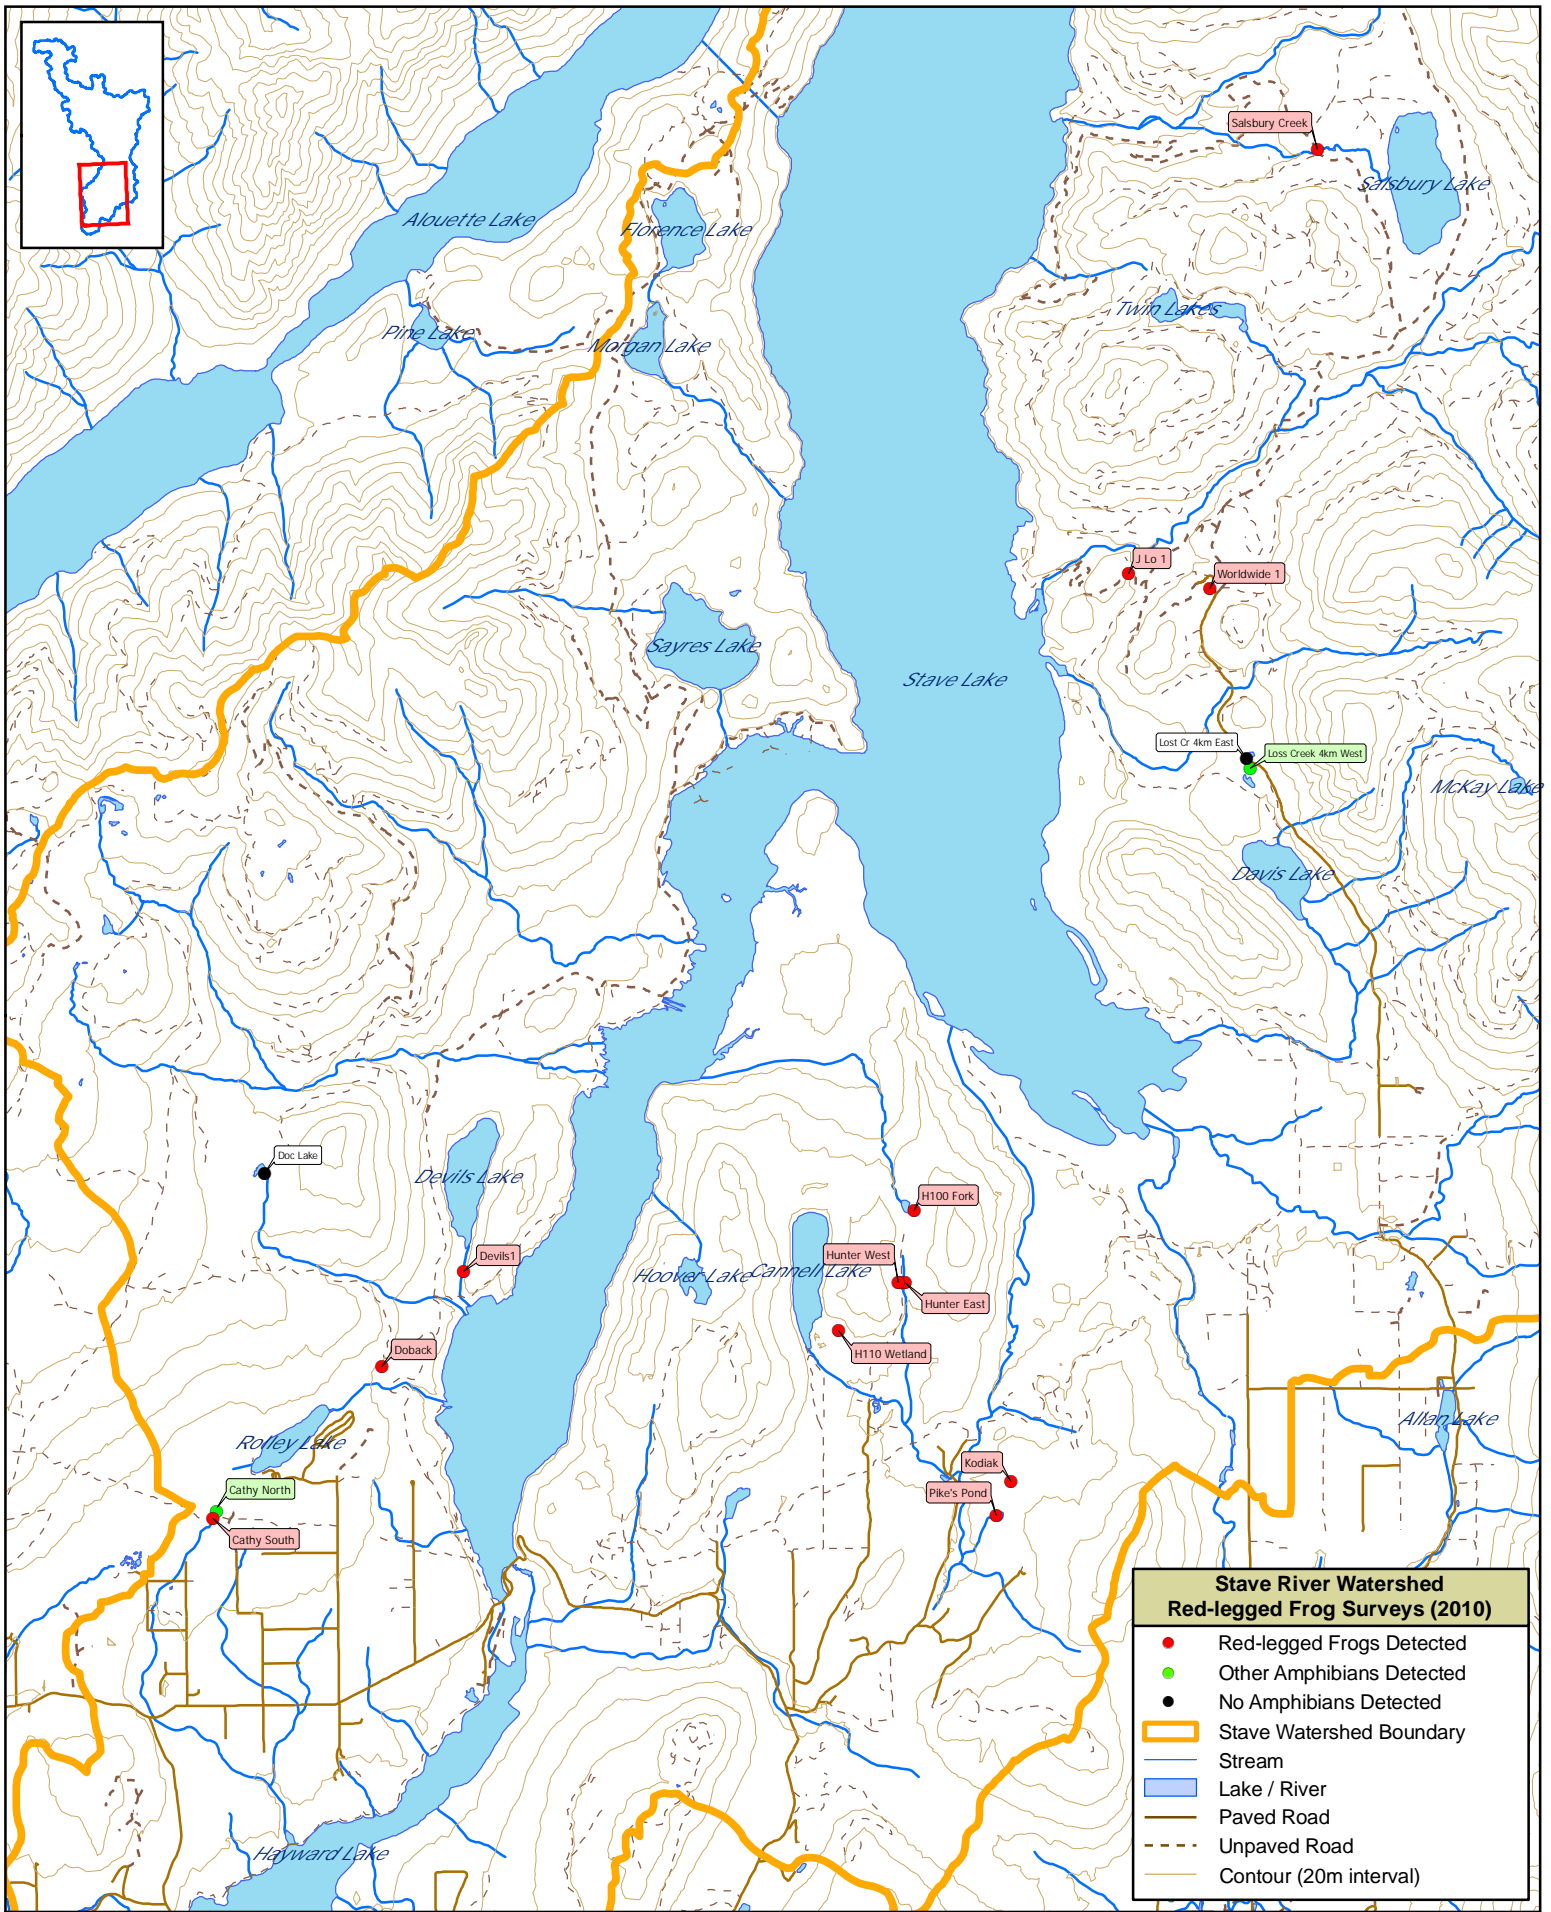 Salsbury Creek
Salsbury Lake
Alouette Lake
Florence Lake
Twin Lakes
Pine Lake
Morgan Lake
J Lo 1
Worldwide 1
Sayres Lake
Stave Lake
Lost Cr 4km East
Loss Creek 4km West
McKay Lake
Davis Lake
Doc Lake
Devils Lake
H100 Fork
Devils1
Hunter West
Hoover Lake
Cannell Lake
Hunter East
Doback
H110 Wetland
Allan Lake
Rolley Lake
Kodiak
Cathy North
Pike's Pond
Cathy South
Hayward Lake
Stave River Watershed
Red-legged Frog Surveys (2010)
Red-legged Frogs Detected
Other Amphibians Detected
No Amphibians Detected
Stave Watershed Boundary
Stream
Lake / River
Paved Road
Unpaved Road
Contour (20m interval)